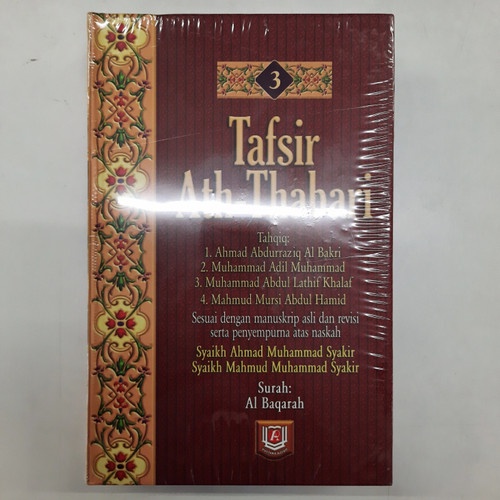 3
Tafsir
Ath-Thabari
Tahqiq:
1. Ahmad Abdurraziq Al Bakri
2. Muhammad Adil Muhammad
3. Muhammad Abdul Lathif Khalaf
4. Mahmud Mursi Abdul Hamid
Sesuai dengan manuskrip asli dan revisi
serta penyempurna atas naskah
Syaikh Ahmad Muhammad Syakir
Syaikh Mahmud Muhammad Syakir
Surah:
Al Baqarah